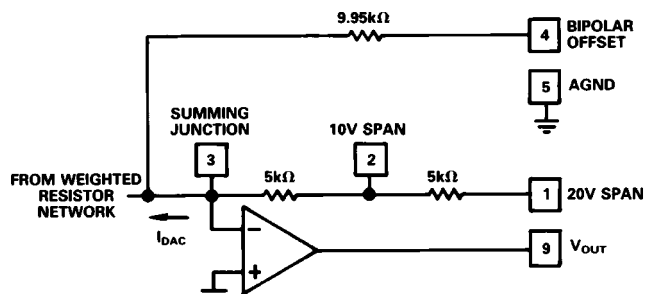 9.95kΩ
4
BIPOLAR
OFFSET
5
AGND
SUMMING
JUNCTION
3
10V SPAN
2
FROM WEIGHTED
RESISTOR
NETWORK
5kΩ
5kΩ
1
20V SPAN
IDAC
−
+
9
VOUT